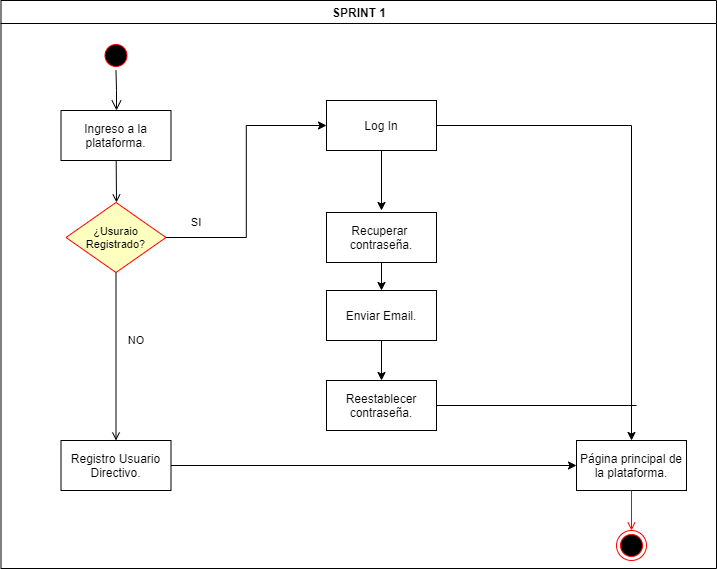 SPRINT 1
Ingreso a la
plataforma.
¿Usuraio
Registrado?
SI
NO
Log In
Recuperar
contraseña.
Enviar Email.
Reestablecer
contraseña.
Registro Usuario
Directivo.
Página principal de
la plataforma.